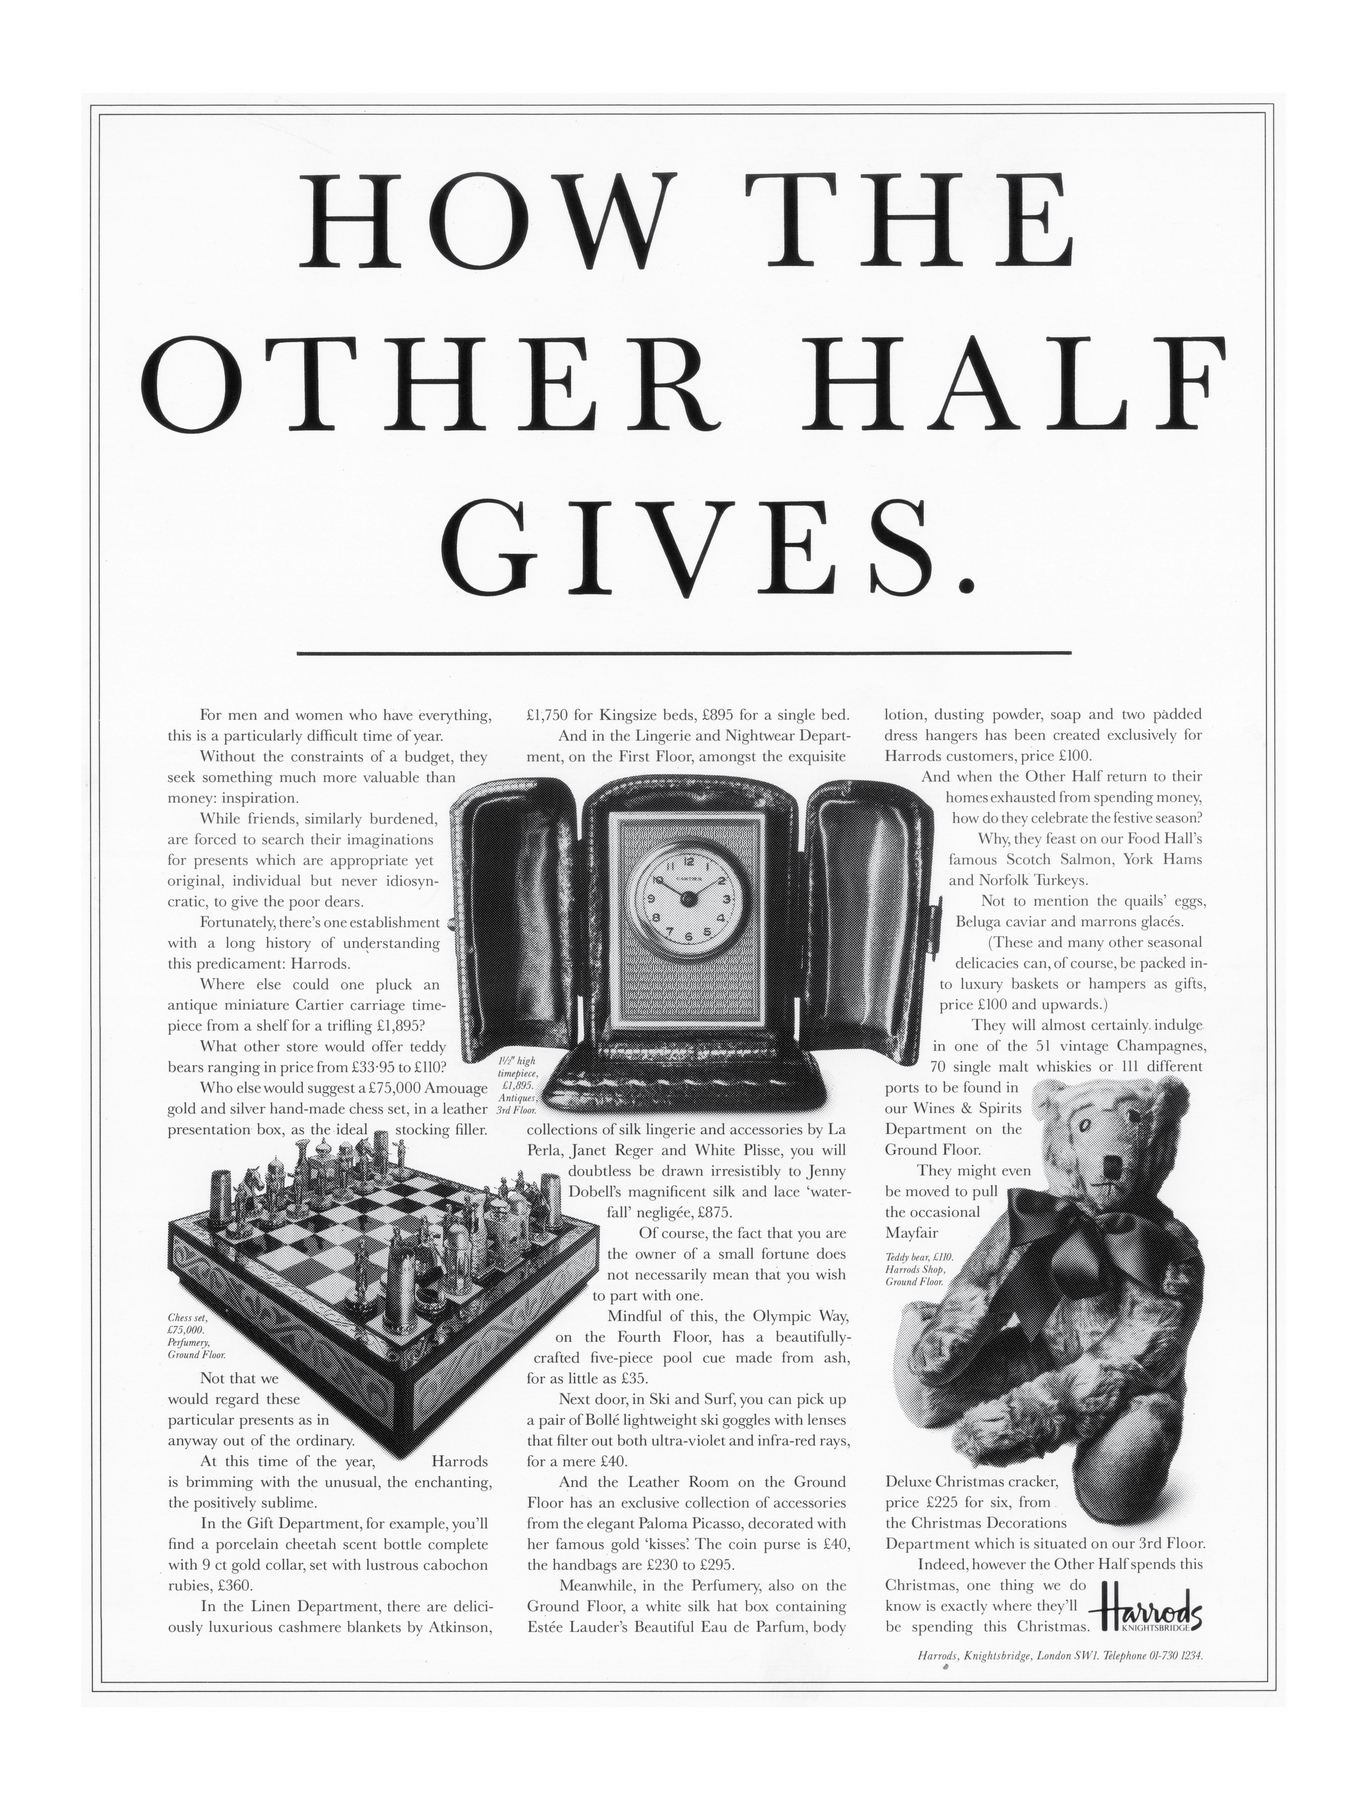 HOW THE
OTHER HALF
GIVES.
For men and women who have everything,
this is a particularly difficult time of year.
Without the constraints of a budget, they
seek something much more valuable than
money: inspiration.
While friends, similarly burdened,
are forced to search their imaginations
for presents which are appropriate yet
original, individual but never idiosyn-
cratic, to give the poor dears.
Fortunately, there's one establishment
with a long history of understanding
this predicament: Harrods.
Where else could one pluck an
antique miniature Cartier carriage time-
piece from a shelf for a trifling £1,895?
What other store would offer teddy
bears ranging in price from £33·95 to £110?
Who else would suggest a £75,000 Amouage
gold and silver hand-made chess set, in a leather
presentation box, as the ideal stocking filler.
Chess set,
£75,000.
Perfumery,
Ground Floor.
Not that we
would regard these
particular presents as in
anyway out of the ordinary.
At this time of the year, Harrods
is brimming with the unusual, the enchanting,
the positively sublime.
In the Gift Department, for example, you'll
find a porcelain cheetah scent bottle complete
with 9 ct gold collar, set with lustrous cabochon
rubies, £360.
In the Linen Department, there are delici-
ously luxurious cashmere blankets by Atkinson,
£1,750 for Kingsize beds, £895 for a single bed.
And in the Lingerie and Nightwear Depart-
ment, on the First Floor, amongst the exquisite
11 12 1
10 2
9 3
8 4
7 6 5
CARTIER
1½" high
timepiece,
£1,895.
Antiques,
3rd Floor.
collections of silk lingerie and accessories by La
Perla, Janet Reger and White Plisse, you will
doubtless be drawn irresistibly to Jenny
Dobell's magnificent silk and lace 'water-
fall' negligée, £875.
Of course, the fact that you are
the owner of a small fortune does
not necessarily mean that you wish
to part with one.
Mindful of this, the Olympic Way,
on the Fourth Floor, has a beautifully-
crafted five-piece pool cue made from ash,
for as little as £35.
Next door, in Ski and Surf, you can pick up
a pair of Bollé lightweight ski goggles with lenses
that filter out both ultra-violet and infra-red rays,
for a mere £40.
And the Leather Room on the Ground
Floor has an exclusive collection of accessories
from the elegant Paloma Picasso, decorated with
her famous gold 'kisses'. The coin purse is £40,
the handbags are £230 to £295.
Meanwhile, in the Perfumery, also on the
Ground Floor, a white silk hat box containing
Estée Lauder's Beautiful Eau de Parfum, body
lotion, dusting powder, soap and two padded
dress hangers has been created exclusively for
Harrods customers, price £100.
And when the Other Half return to their
homes exhausted from spending money,
how do they celebrate the festive season?
Why, they feast on our Food Hall's
famous Scotch Salmon, York Hams
and Norfolk Turkeys.
Not to mention the quails' eggs,
Beluga caviar and marrons glacés.
(These and many other seasonal
delicacies can, of course, be packed in-
to luxury baskets or hampers as gifts,
price £100 and upwards.)
They will almost certainly indulge
in one of the 51 vintage Champagnes,
70 single malt whiskies or 111 different
ports to be found in
our Wines & Spirits
Department on the
Ground Floor.
They might even
be moved to pull
the occasional
Mayfair
Teddy bear, £110.
Harrods Shop,
Ground Floor.
Deluxe Christmas cracker,
price £225 for six, from
the Christmas Decorations
Department which is situated on our 3rd Floor.
Indeed, however the Other Half spends this
Christmas, one thing we do
know is exactly where they'll
be spending this Christmas.
Harrods
KNIGHTSBRIDGE
Harrods, Knightsbridge, London SW1. Telephone 01-730 1234.